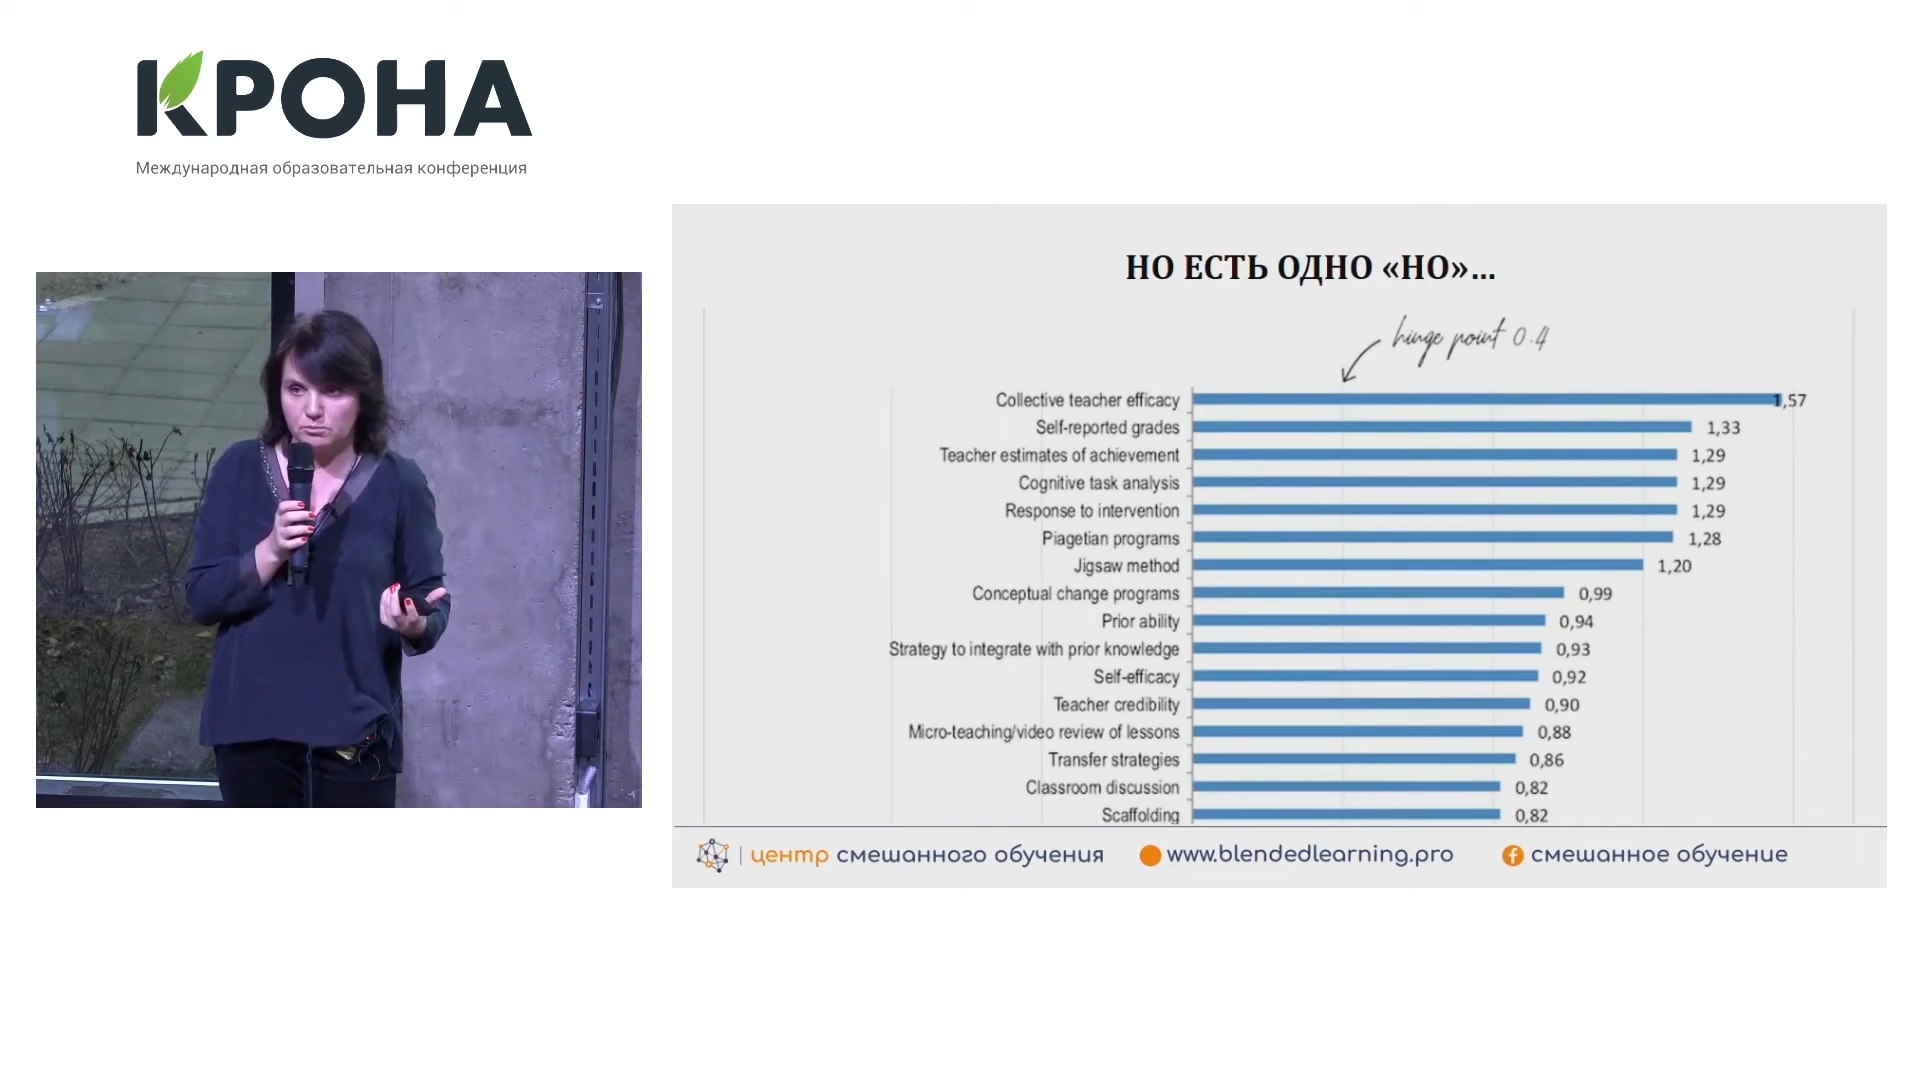 КРОНА
Международная образовательная конференция
НО ЕСТЬ ОДНО «НО»...
hinge point 0.4
Collective teacher efficacy 1,57
Self-reported grades 1,33
Teacher estimates of achievement 1,29
Cognitive task analysis 1,29
Response to intervention 1,29
Piagetian programs 1,28
Jigsaw method 1,20
Conceptual change programs 0,99
Prior ability 0,94
Strategy to integrate with prior knowledge 0,93
Self-efficacy 0,92
Teacher credibility 0,90
Micro-teaching/video review of lessons 0,88
Transfer strategies 0,86
Classroom discussion 0,82
Scaffolding 0,82
центр смешанного обучения www.blendedlearning.pro f смешанное обучение